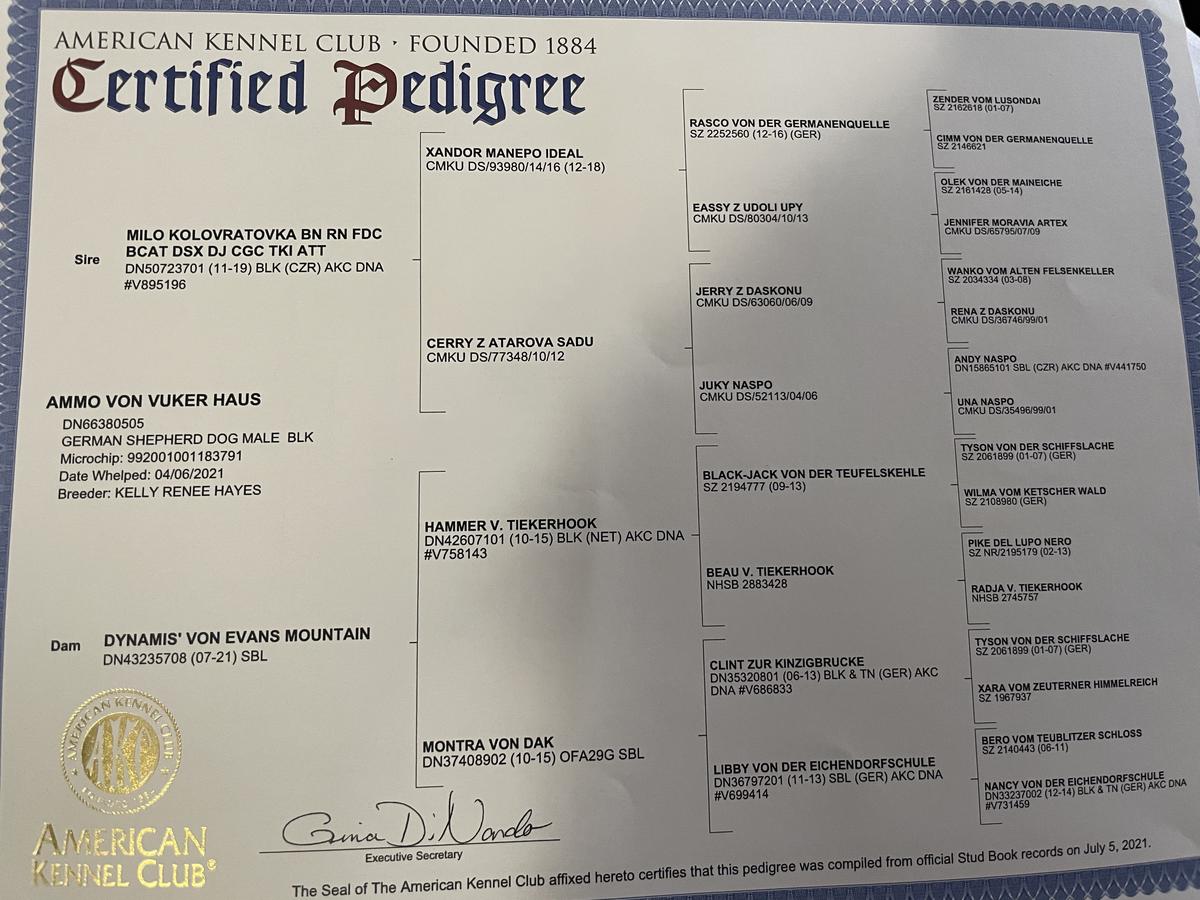 AMERICAN KENNEL CLUB · FOUNDED 1884
Certified Pedigree
Sire
MILO KOLOVRATOVKA BN RN FDC
BCAT DSX DJ CGC TKI ATT
DN50723701 (11-19) BLK (CZR) AKC DNA
#V895196
AMMO VON VUKER HAUS
DN66380505
GERMAN SHEPHERD DOG MALE BLK
Microchip: 992001001183791
Date Whelped: 04/06/2021
Breeder: KELLY RENEE HAYES
Dam
DYNAMIS' VON EVANS MOUNTAIN
DN43235708 (07-21) SBL
XANDOR MANEPO IDEAL
CMKU DS/93980/14/16 (12-18)
CERRY Z ATAROVA SADU
CMKU DS/77348/10/12
HAMMER V. TIEKERHOOK
DN42607101 (10-15) BLK (NET) AKC DNA
#V758143
MONTRA VON DAK
DN37408902 (10-15) OFA29G SBL
RASCO VON DER GERMANENQUELLE
SZ 2252560 (12-16) (GER)
EASSY Z UDOLI UPY
CMKU DS/80304/10/13
JERRY Z DASKONU
CMKU DS/63060/06/09
JUKY NASPO
CMKU DS/52113/04/06
BLACK-JACK VON DER TEUFELSKEHLE
SZ 2194777 (09-13)
BEAU V. TIEKERHOOK
NHSB 2883428
CLINT ZUR KINZIGBRUCKE
DN35320801 (06-13) BLK & TN (GER) AKC
DNA #V686833
LIBBY VON DER EICHENDORFSCHULE
DN36797201 (11-13) SBL (GER) AKC DNA
#V699414
ZENDER VOM LUSONDAI
SZ 2162618 (01-07)
CIMM VON DER GERMANENQUELLE
SZ 2146621
OLEK VON DER MAINEICHE
SZ 2161428 (05-14)
JENNIFER MORAVIA ARTEX
CMKU DS/65795/07/09
WANKO VOM ALTEN FELSENKELLER
SZ 2034334 (03-08)
RENA Z DASKONU
CMKU DS/36746/99/01
ANDY NASPO
DN15865101 SBL (CZR) AKC DNA #V441750
UNA NASPO
CMKU DS/35496/99/01
TYSON VON DER SCHIFFSLACHE
SZ 2061899 (01-07) (GER)
WILMA VOM KETSCHER WALD
SZ 2108980 (GER)
PIKE DEL LUPO NERO
SZ NR/2195179 (02-13)
RADJA V. TIEKERHOOK
NHSB 2745757
TYSON VON DER SCHIFFSLACHE
SZ 2061899 (01-07) (GER)
XARA VOM ZEUTERNER HIMMELREICH
SZ 1967937
BERO VOM TEUBLITZER SCHLOSS
SZ 2140443 (06-11)
NANCY VON DER EICHENDORFSCHULE
DN33237002 (12-14) BLK & TN (GER) AKC DNA
#V731459
AMERICAN KENNEL CLUB
AKC
AMERICAN
KENNEL CLUB®
Gina DiNardo
Executive Secretary
The Seal of The American Kennel Club affixed hereto certifies that this pedigree was compiled from official Stud Book records on July 5, 2021.